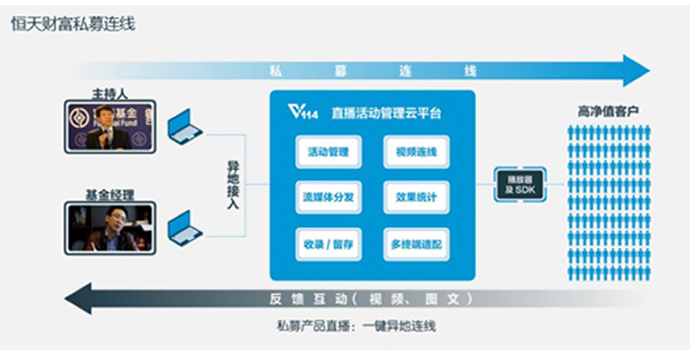 恒天财富私募连线
私 募 连 线
主持人
基金
Fund
基金经理
异地接入
V114 直播活动管理云平台
活动管理 视频连线
流媒体分发 效果统计
收录 / 留存 多终端适配
播放器
及 SDK
高净值客户
反 馈 互 动 ( 视 频 、 图 文 )
私募产品直播：一键异地连线